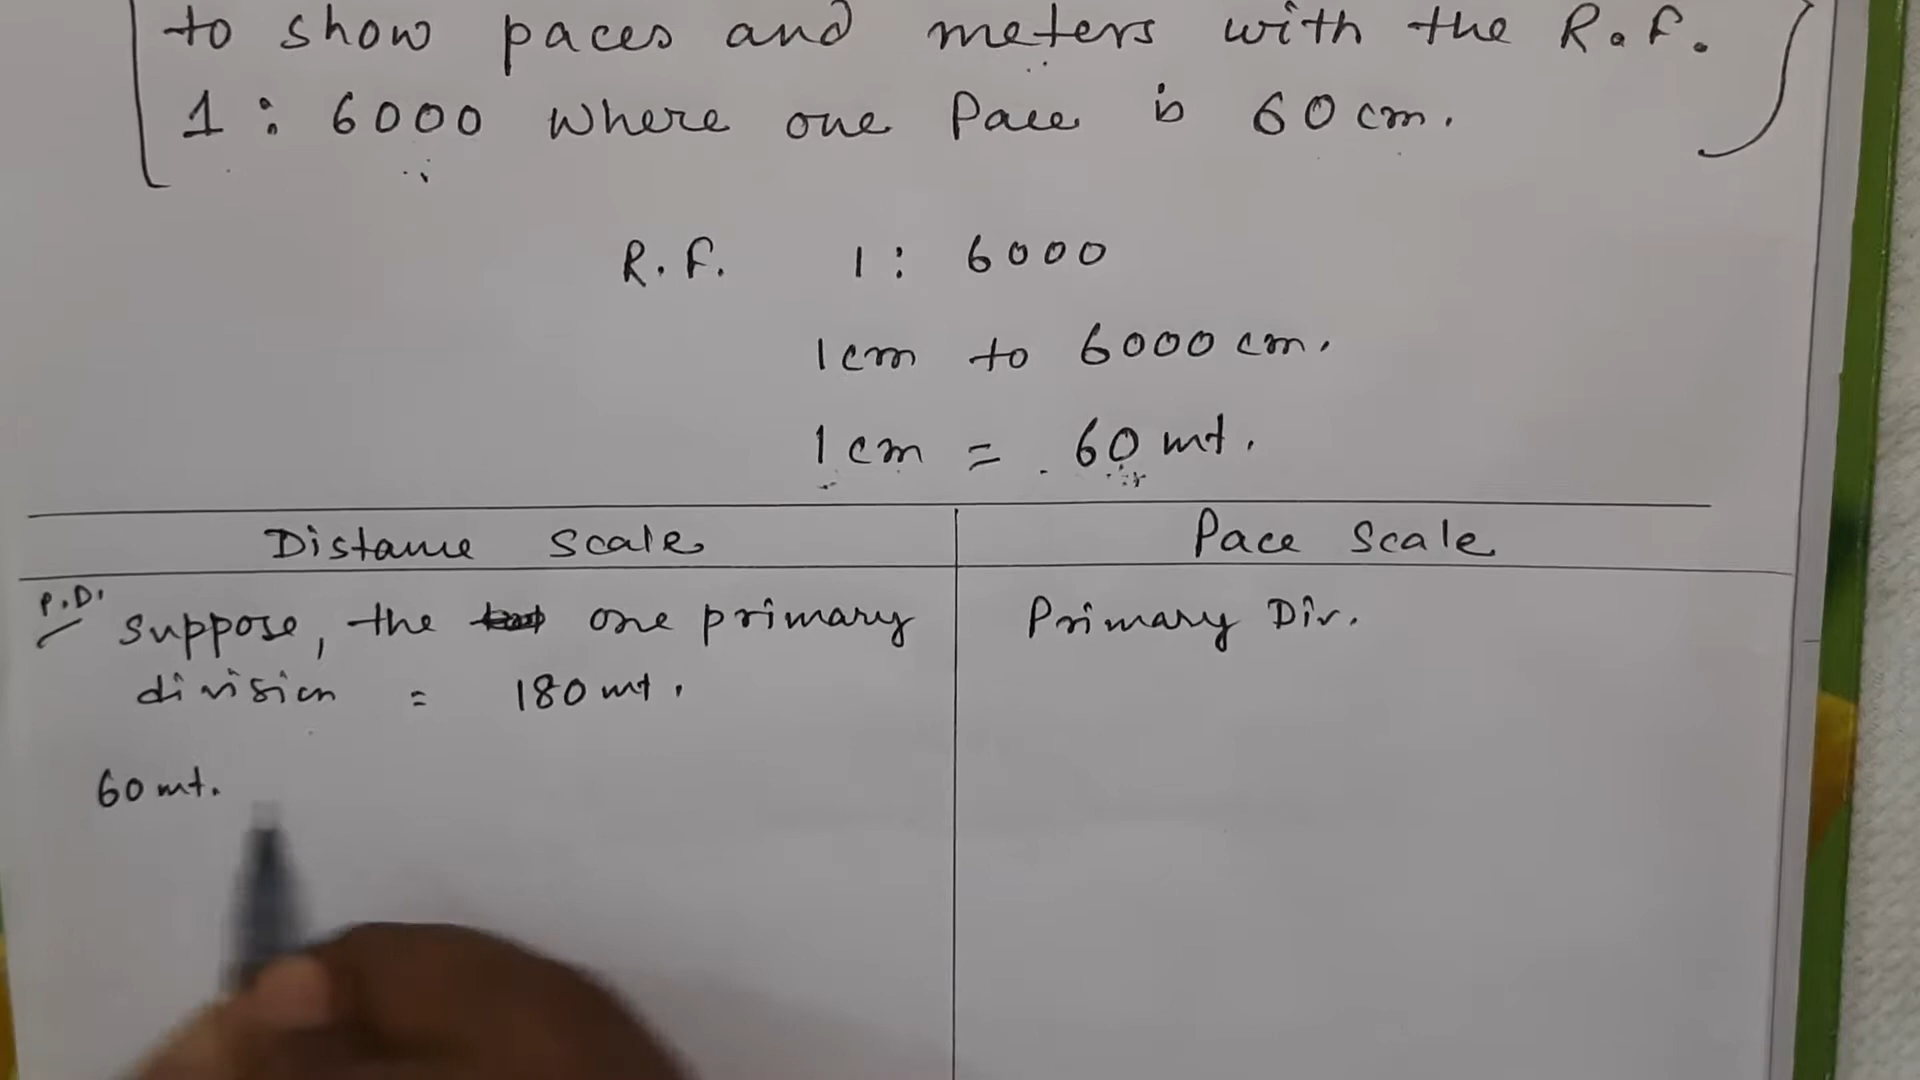 to show paces and meters with the R.F.
1 : 6000 where one Pace is 60 cm.
R.F. 1 : 6000
1 cm to 6000 cm.
1 cm = 60 mt.
Distance Scale
Pace Scale
P.D. Suppose, the one primary
division = 180 mt.
60 mt.
Primary Div.